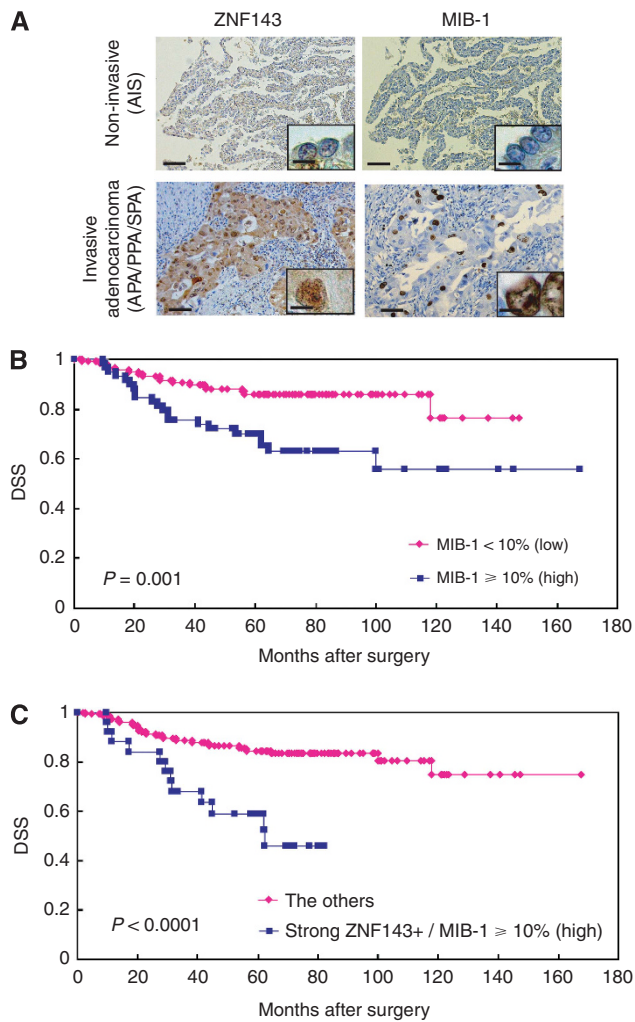 A
ZNF143 MIB-1
Non-invasive
(AIS)
Invasive
adenocarcinoma
(APA/PPA/SPA)
B
1
0.8
0.6
0.4
0.2
0
DSS
MIB-1 < 10% (low)
MIB-1 ⩾ 10% (high)
P = 0.001
0 20 40 60 80 100 120 140 160 180
Months after surgery
C
1
0.8
0.6
0.4
0.2
0
DSS
The others
Strong ZNF143+ / MIB-1 ⩾ 10% (high)
P < 0.0001
0 20 40 60 80 100 120 140 160 180
Months after surgery